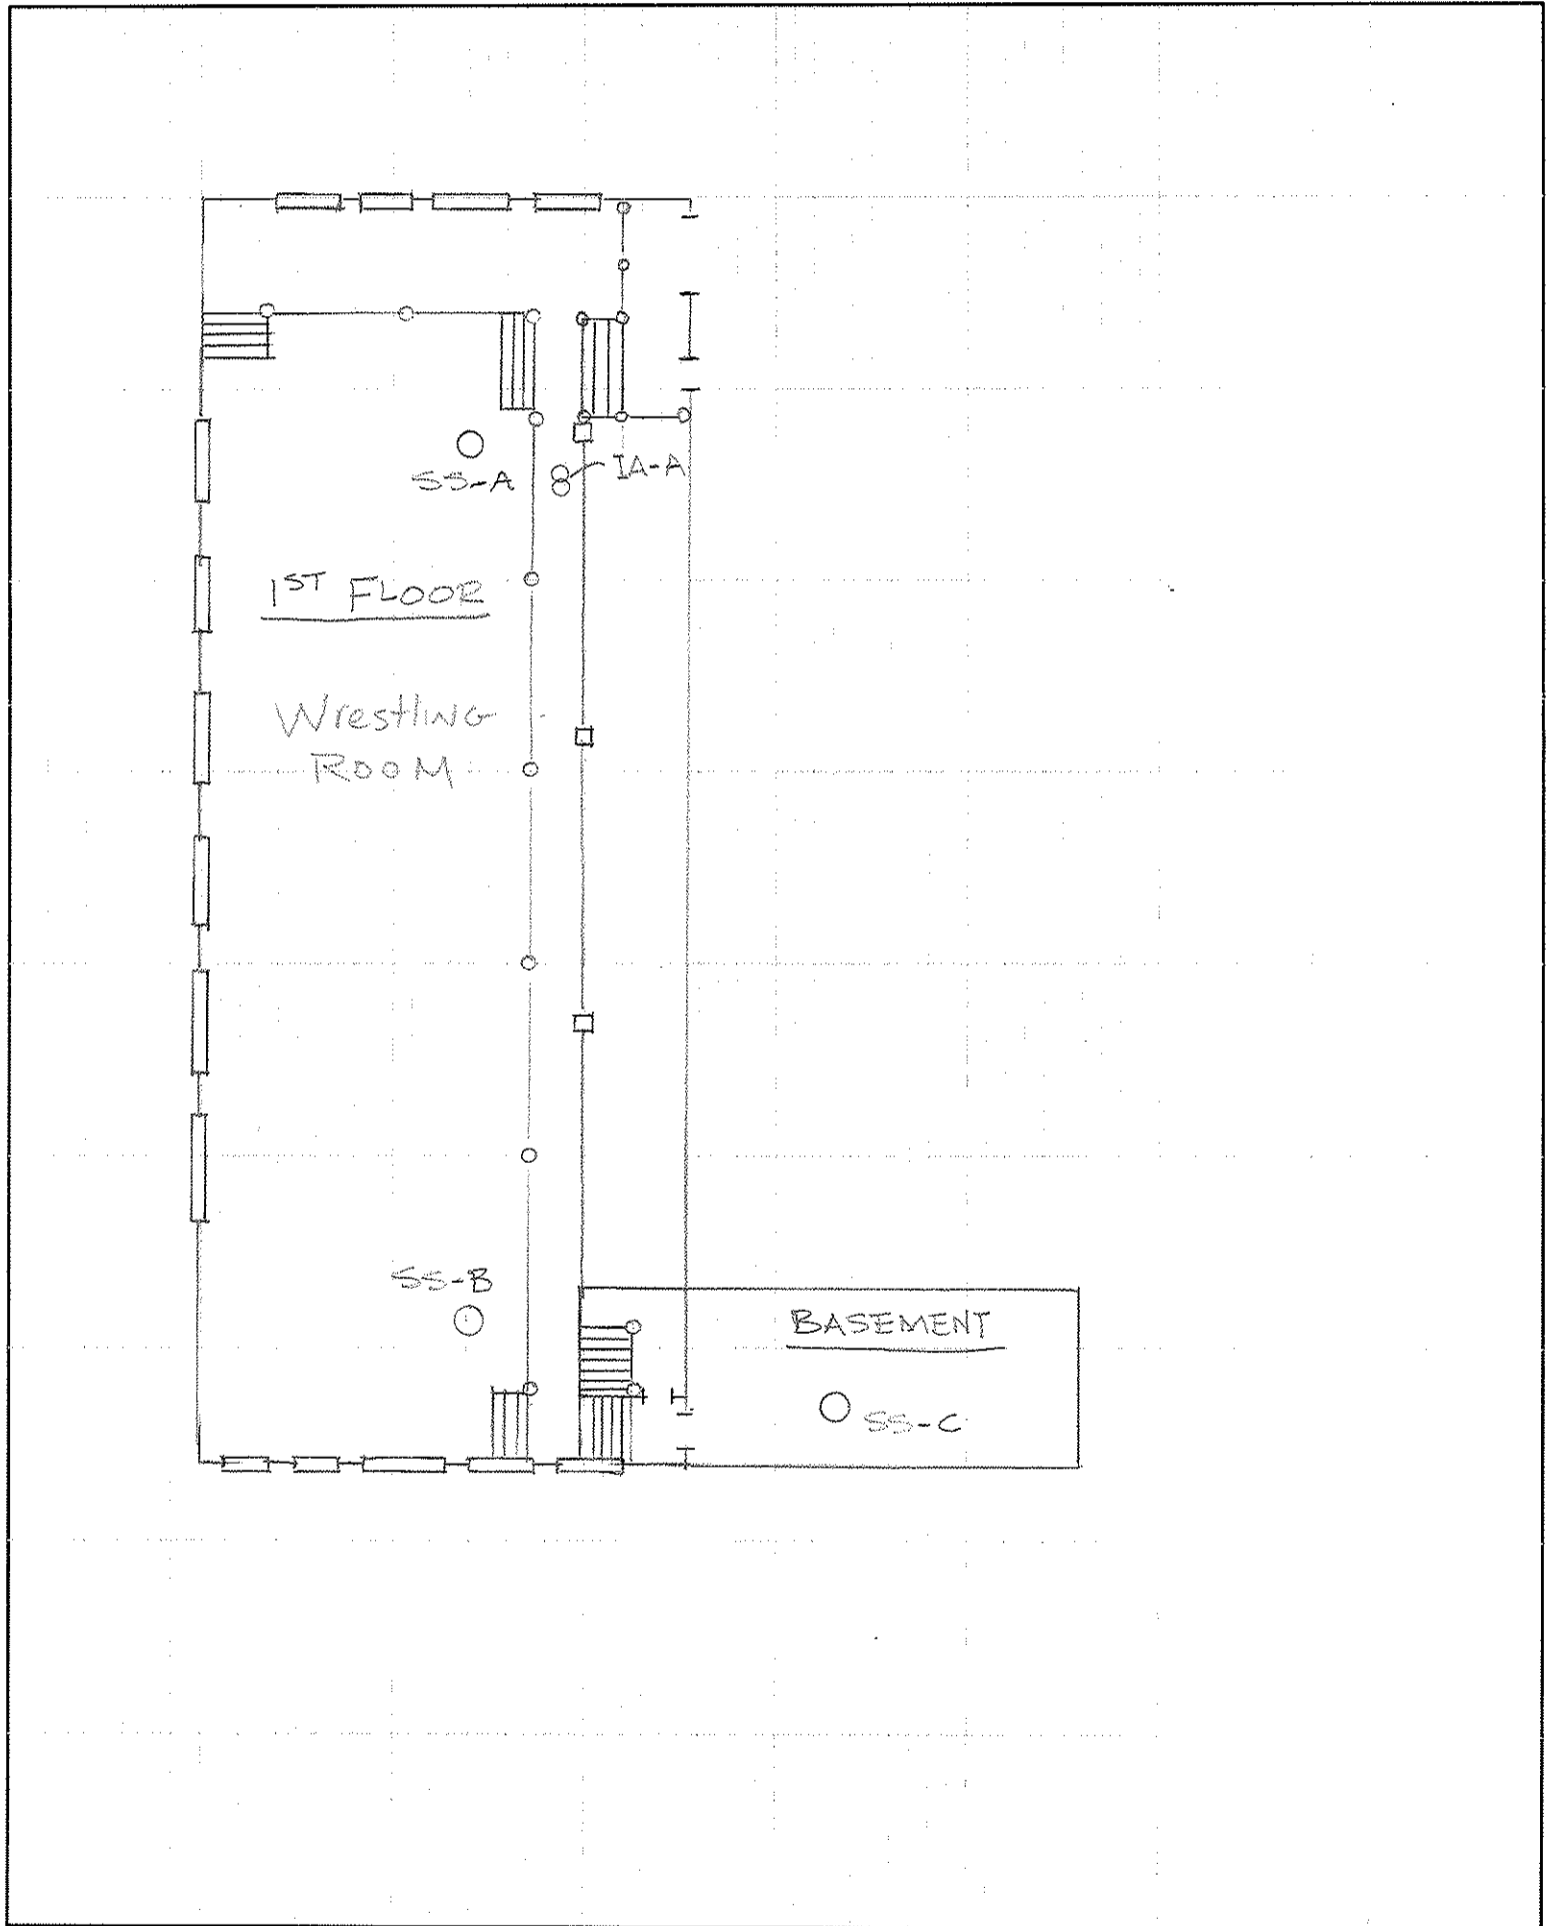 SS-A
IA-A
1ST FLOOR
Wrestling
ROOM
SS-B
BASEMENT
SS-C